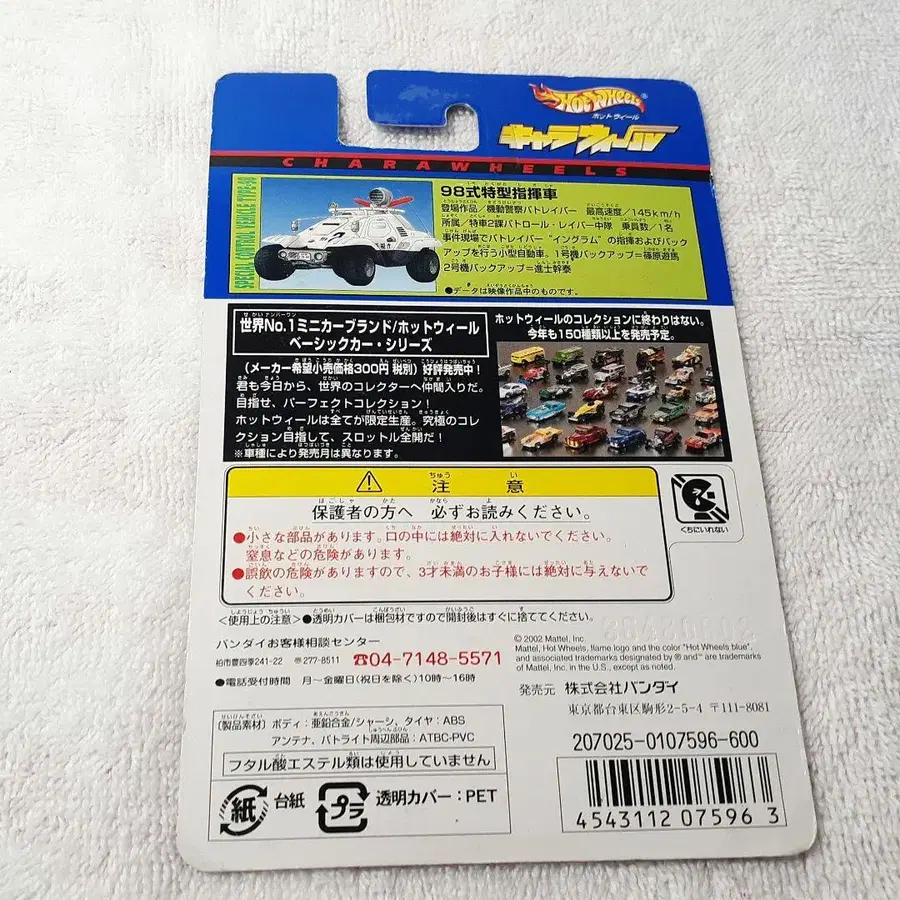 HOT WHEELS®
ホットウィール
キャラウィール
CHARAWHEELS
SPECIAL CONTROL VEHICLE TYPE-98
98式特型指揮車
登場作品／機動警察パトレイバー 最高速度／145km/h
所属／特車2課パトロール・レイバー中隊 乗員数／1名
事件現場でパトレイバー“イングラム”の指揮およびバック
アップを行う小型自動車。1号機バックアップ=篠原遊馬
2号機バックアップ=進士幹泰
●データは映像作品中のものです。
世界No.1ミニカーブランド/ホットウィール
ベーシックカー・シリーズ
(メーカー希望小売価格300円 税別) 好評発売中！
君も今日から、世界のコレクターへ仲間入りだ。
目指せ、パーフェクトコレクション！
ホットウィールは全てが限定生産。究極のコレ
クション目指して、スロットル全開だ！
※車種により発売月は異なります。
ホットウィールのコレクションに終わりはない。
今年も150種類以上を発売予定。
⚠ 注意
保護者の方へ 必ずお読みください。
●小さな部品があります。口の中には絶対に入れないでください。
窒息などの危険があります。
●誤飲の危険がありますので、3才未満のお子様には絶対に与えないで
ください。
くちにいれない
<使用上の注意>●透明カバーは梱包材ですので開封後はすぐに捨ててください。
バンダイお客様相談センター
柏市豊四季241-22 〒277-8511 ☎04-7148-5571
●電話受付時間 月〜金曜日(祝日を除く)10時〜16時
© 2002 Mattel, Inc.
Mattel, Hot Wheels, flame logo and the color "Hot Wheels blue",
and associated trademarks designated by ® and ™ are trademarks
of Mattel, Inc. in the U.S., except as noted.
発売元 株式会社バンダイ
東京都台東区駒形2-5-4 〒111-8081
〔製品素材〕ボディ：亜鉛合金/シャーシ、タイヤ：ABS
アンテナ、パトライト周辺部品：ATBC-PVC
フタル酸エステル類は使用していません
紙 台紙
プラ 透明カバー：PET
207025-0107596-600
4543112 075963